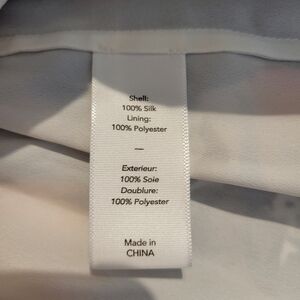 Shell:
100% Silk
Lining:
100% Polyester
—
Exterieur:
100% Soie
Doublure:
100% Polyester
Made in
CHINA